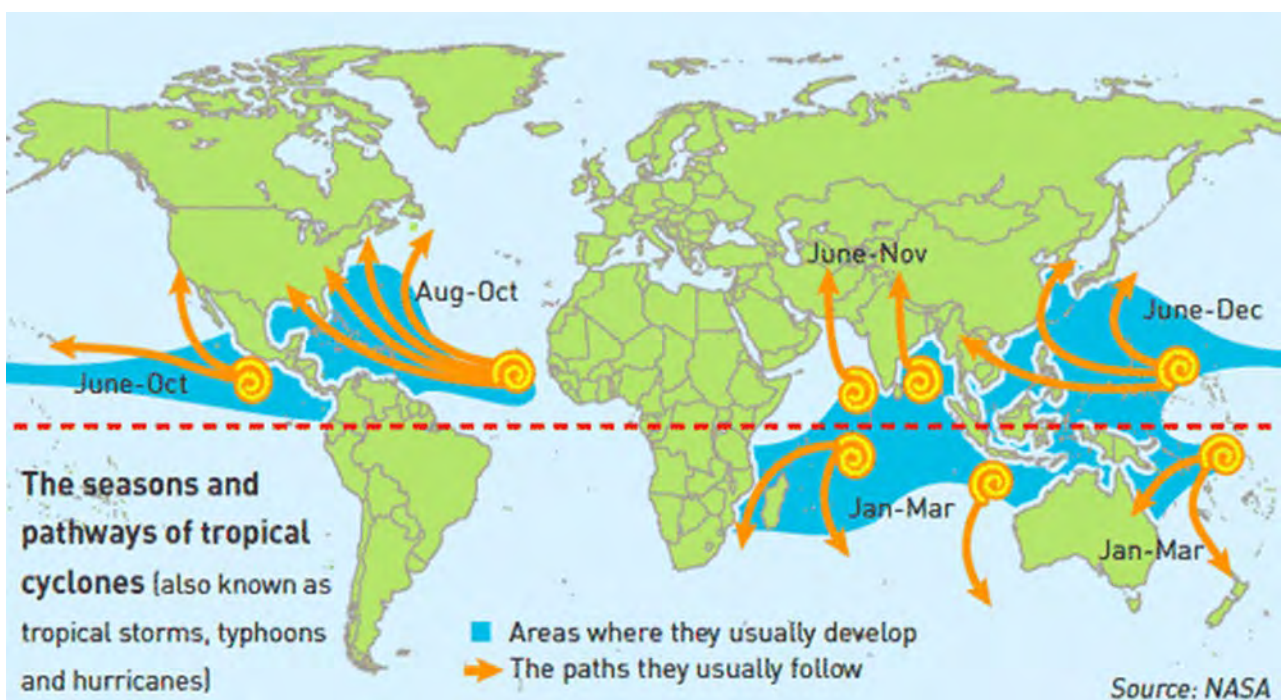 June-Nov
Aug-Oct
June-Dec
June-Oct
The seasons and
pathways of tropical
cyclones (also known as
tropical storms, typhoons
and hurricanes)
Jan-Mar
Jan-Mar
Areas where they usually develop
The paths they usually follow
Source: NASA